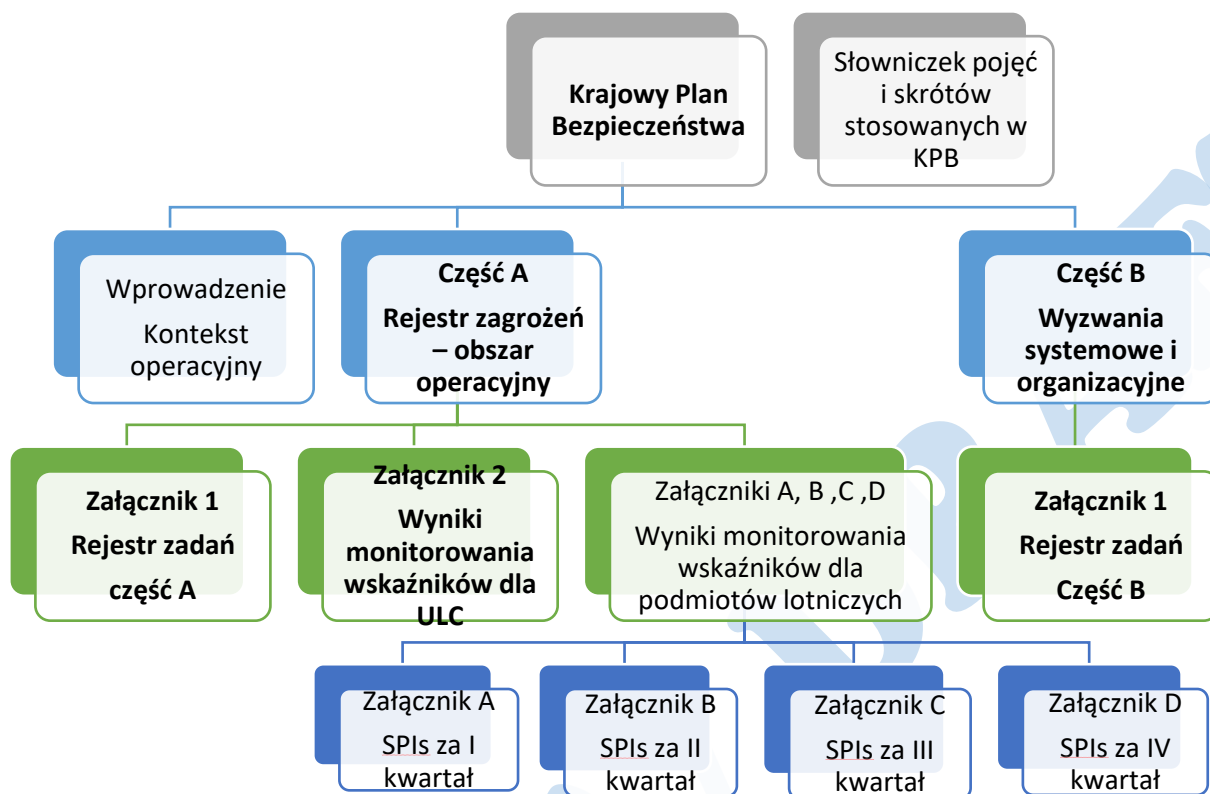 Krajowy Plan
Bezpieczeństwa
Słowniczek pojęć
i skrótów
stosowanych w
KPB
Wprowadzenie
Kontekst
operacyjny
Część A
Rejestr zagrożeń
– obszar
operacyjny
Część B
Wyzwania
systemowe i
organizacyjne
Załącznik 1
Rejestr zadań
część A
Załącznik 2
Wyniki
monitorowania
wskaźników dla
ULC
Załączniki A, B ,C ,D
Wyniki monitorowania
wskaźników dla
podmiotów lotniczych
Załącznik 1
Rejestr zadań
Część B
Załącznik A
SPIs za I
kwartał
Załącznik B
SPIs za II
kwartał
Załącznik C
SPIs za III
kwartał
Załącznik D
SPIs za IV
kwartał